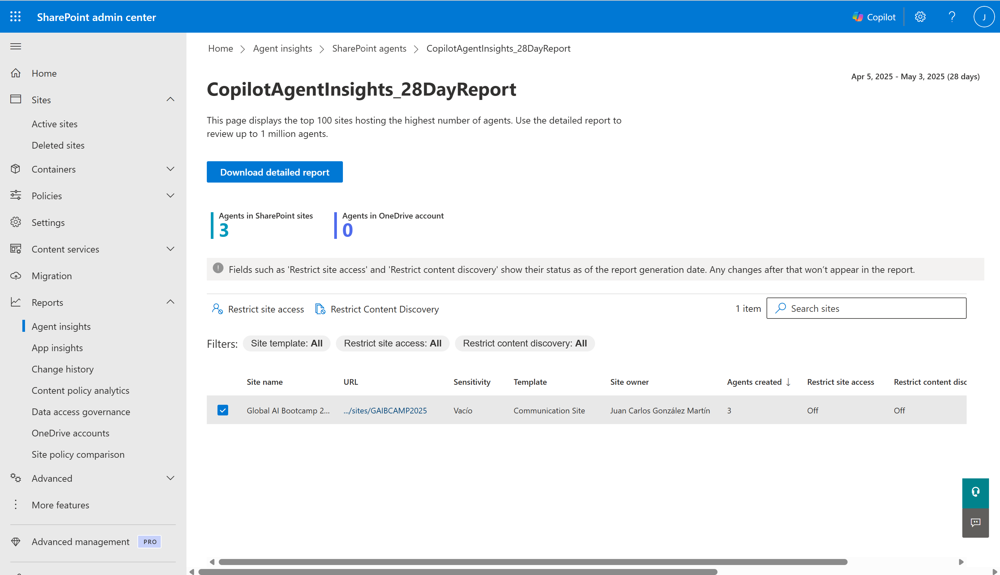 SharePoint admin center
Copilot
J
Home
Sites
Active sites
Deleted sites
Containers
Policies
Settings
Content services
Migration
Reports
Agent insights
App insights
Change history
Content policy analytics
Data access governance
OneDrive accounts
Site policy comparison
Advanced
More features
Advanced management PRO
Home > Agent insights > SharePoint agents > CopilotAgentInsights_28DayReport
Apr 5, 2025 - May 3, 2025 (28 days)
CopilotAgentInsights_28DayReport
This page displays the top 100 sites hosting the highest number of agents. Use the detailed report to
review up to 1 million agents.
Download detailed report
Agents in SharePoint sites
3
Agents in OneDrive account
0
Fields such as 'Restrict site access' and 'Restrict content discovery' show their status as of the report generation date. Any changes after that won’t appear in the report.
Restrict site access Restrict Content Discovery 1 item Search sites
Filters: Site template: All Restrict site access: All Restrict content discovery: All
Site name URL Sensitivity Template Site owner Agents created ↓ Restrict site access Restrict content disc
Global AI Bootcamp 2... .../sites/GAIBCAMP2025 Vacío Communication Site Juan Carlos González Martín 3 Off Off